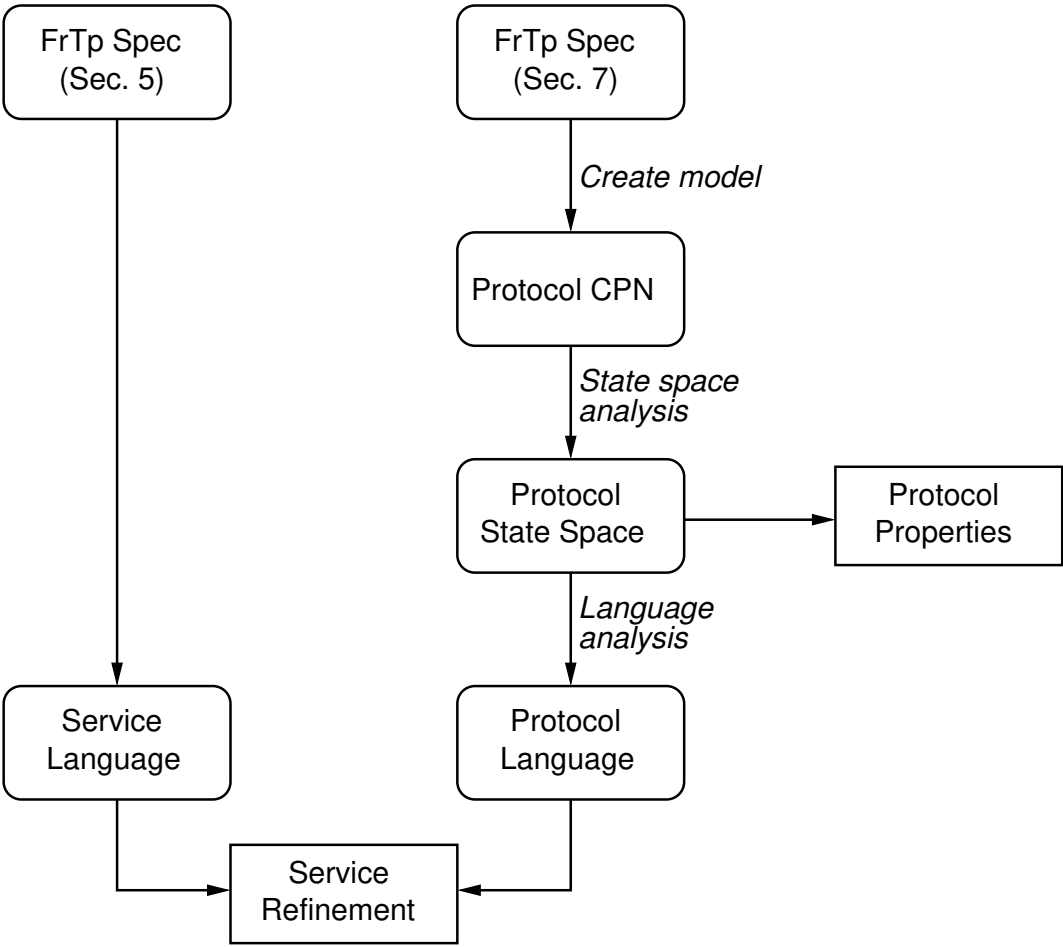 FrTp Spec
(Sec. 5)
FrTp Spec
(Sec. 7)
Create model
Protocol CPN
State space
analysis
Protocol
State Space
Protocol
Properties
Language
analysis
Service
Language
Protocol
Language
Service
Refinement